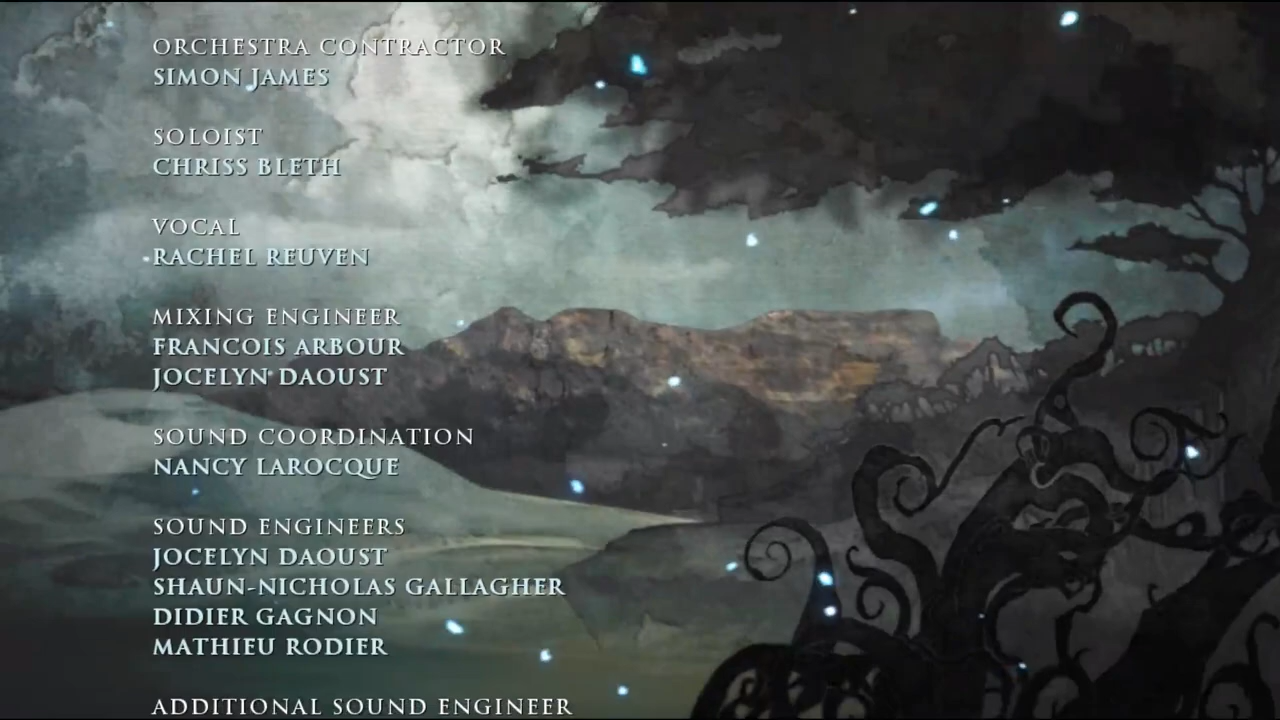 ORCHESTRA CONTRACTOR
SIMON JAMES
SOLOIST
CHRISS BLETH
VOCAL
RACHEL REUVEN
MIXING ENGINEER
FRANCOIS ARBOUR
JOCELYN DAOUST
SOUND COORDINATION
NANCY LAROCQUE
SOUND ENGINEERS
JOCELYN DAOUST
SHAUN-NICHOLAS GALLAGHER
DIDIER GAGNON
MATHIEU RODIER
ADDITIONAL SOUND ENGINEER